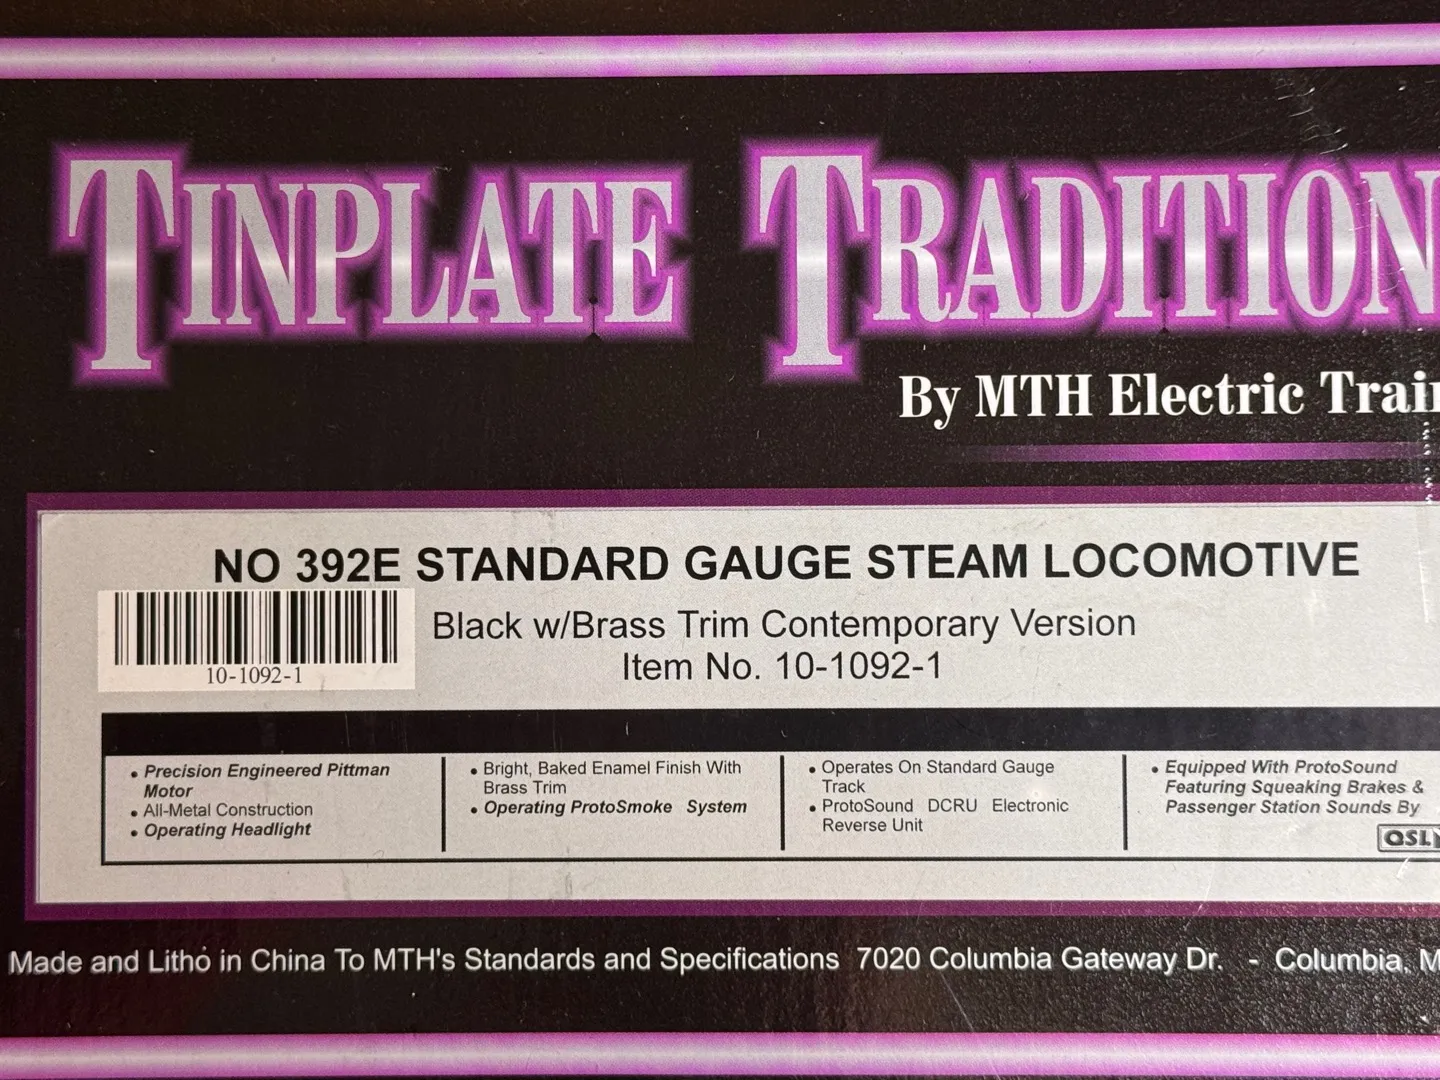 TINPLATE TRADITION
By MTH Electric Train
NO 392E STANDARD GAUGE STEAM LOCOMOTIVE
Black w/Brass Trim Contemporary Version
Item No. 10-1092-1
10-1092-1
• Precision Engineered Pittman
Motor
• All-Metal Construction
• Operating Headlight
• Bright, Baked Enamel Finish With
Brass Trim
• Operating ProtoSmoke System
• Operates On Standard Gauge
Track
• ProtoSound DCRU Electronic
Reverse Unit
• Equipped With ProtoSound
Featuring Squeaking Brakes &
Passenger Station Sounds By
QSI
Made and Litho in China To MTH's Standards and Specifications 7020 Columbia Gateway Dr. - Columbia, M